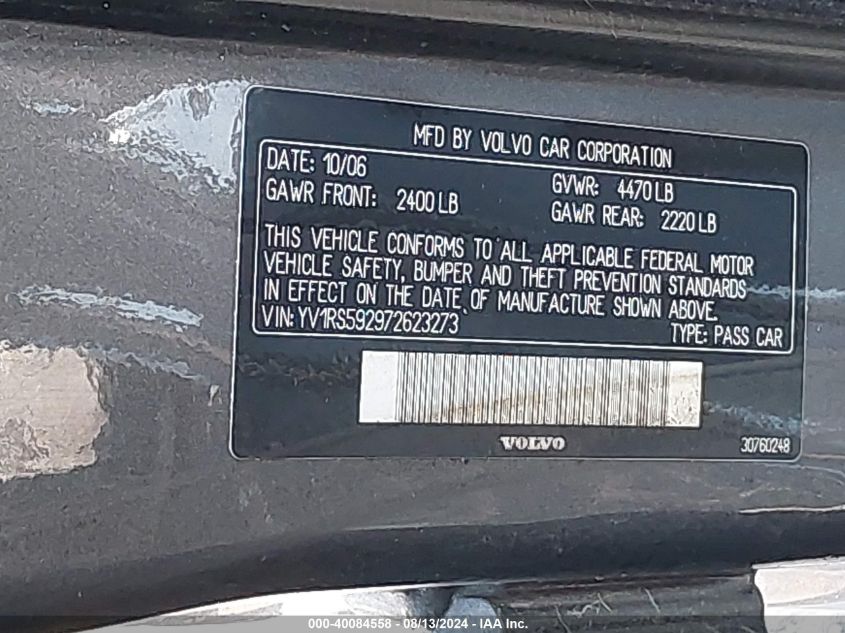 MFD BY VOLVO CAR CORPORATION
DATE: 10/06 GVWR: 4470 LB
GAWR FRONT: 2400 LB GAWR REAR: 2220 LB
THIS VEHICLE CONFORMS TO ALL APPLICABLE FEDERAL MOTOR
VEHICLE SAFETY, BUMPER AND THEFT PREVENTION STANDARDS
IN EFFECT ON THE DATE OF MANUFACTURE SHOWN ABOVE.
VIN: YV1RS592972623273 TYPE: PASS CAR
VOLVO 30760248
000-40084558 - 08/13/2024 - IAA Inc.